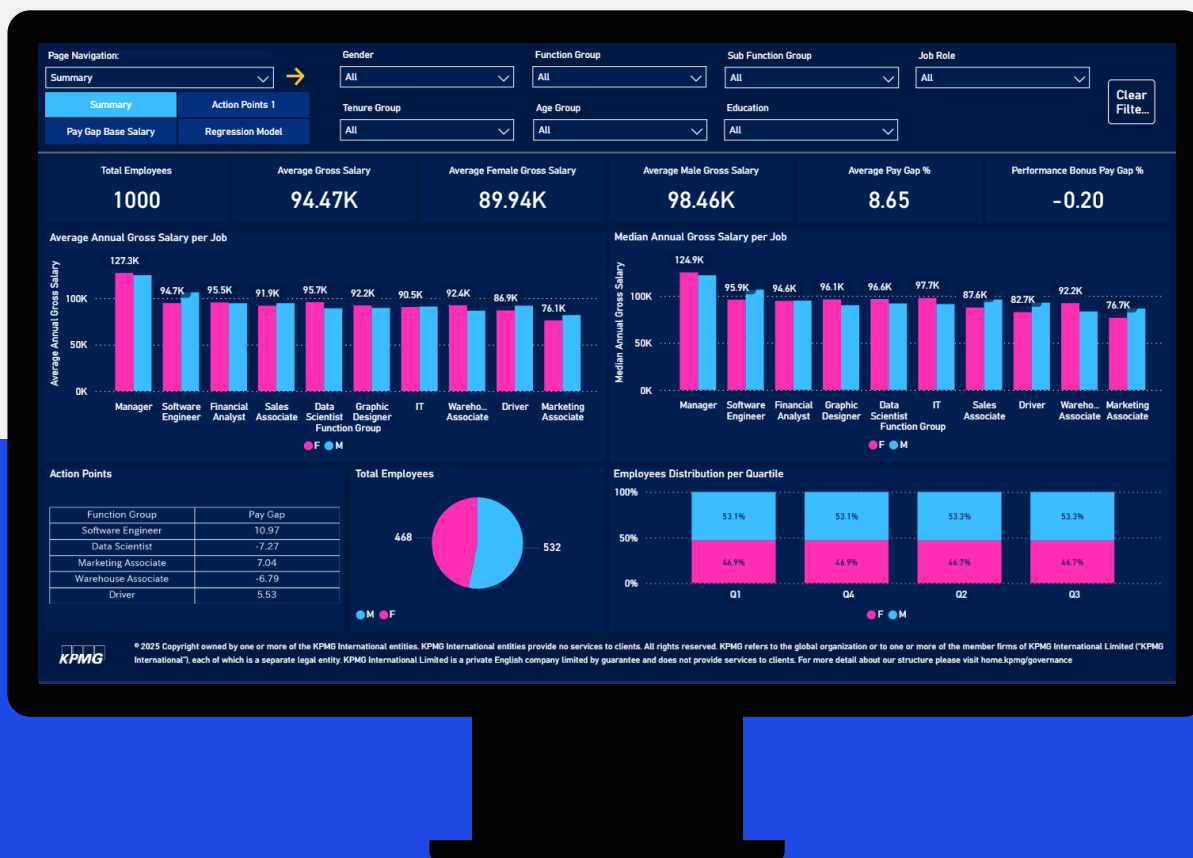 Page Navigation:
Summary
Summary
Action Points 1
Pay Gap Base Salary
Regression Model
Gender
All
Function Group
All
Sub Function Group
All
Job Role
All
Tenure Group
All
Age Group
All
Education
All
Clear
Filte...
Total Employees
1000
Average Gross Salary
94.47K
Average Female Gross Salary
89.94K
Average Male Gross Salary
98.46K
Average Pay Gap %
8.65
Performance Bonus Pay Gap %
-0.20
Average Annual Gross Salary per Job
Average Annual Gross Salary
100K
50K
0K
127.3K
94.7K
95.5K
91.9K
95.7K
92.2K
90.5K
92.4K
86.9K
76.1K
Manager
Software
Engineer
Financial
Analyst
Sales
Associate
Data
Scientist
Graphic
Designer
IT
Wareho...
Associate
Driver
Marketing
Associate
Function Group
F M
Median Annual Gross Salary per Job
Median Annual Gross Salary
100K
50K
0K
124.9K
95.9K
94.6K
96.1K
96.6K
97.7K
87.6K
82.7K
92.2K
76.7K
Manager
Software
Engineer
Financial
Analyst
Graphic
Designer
Data
Scientist
IT
Sales
Associate
Driver
Wareho...
Associate
Marketing
Associate
Function Group
F M
Action Points
Function Group Pay Gap
Software Engineer 10.97
Data Scientist -7.27
Marketing Associate 7.04
Warehouse Associate -6.79
Driver 5.53
Total Employees
468
532
M F
Employees Distribution per Quartile
100%
50%
0%
53.1% 53.1% 53.3% 53.3%
46.9% 46.9% 46.7% 46.7%
Q1 Q4 Q2 Q3
F M
KPMG
© 2025 Copyright owned by one or more of the KPMG International entities. KPMG International entities provide no services to clients. All rights reserved. KPMG refers to the global organization or to one or more of the member firms of KPMG International Limited ("KPMG
International"), each of which is a separate legal entity. KPMG International Limited is a private English company limited by guarantee and does not provide services to clients. For more detail about our structure please visit home.kpmg/governance